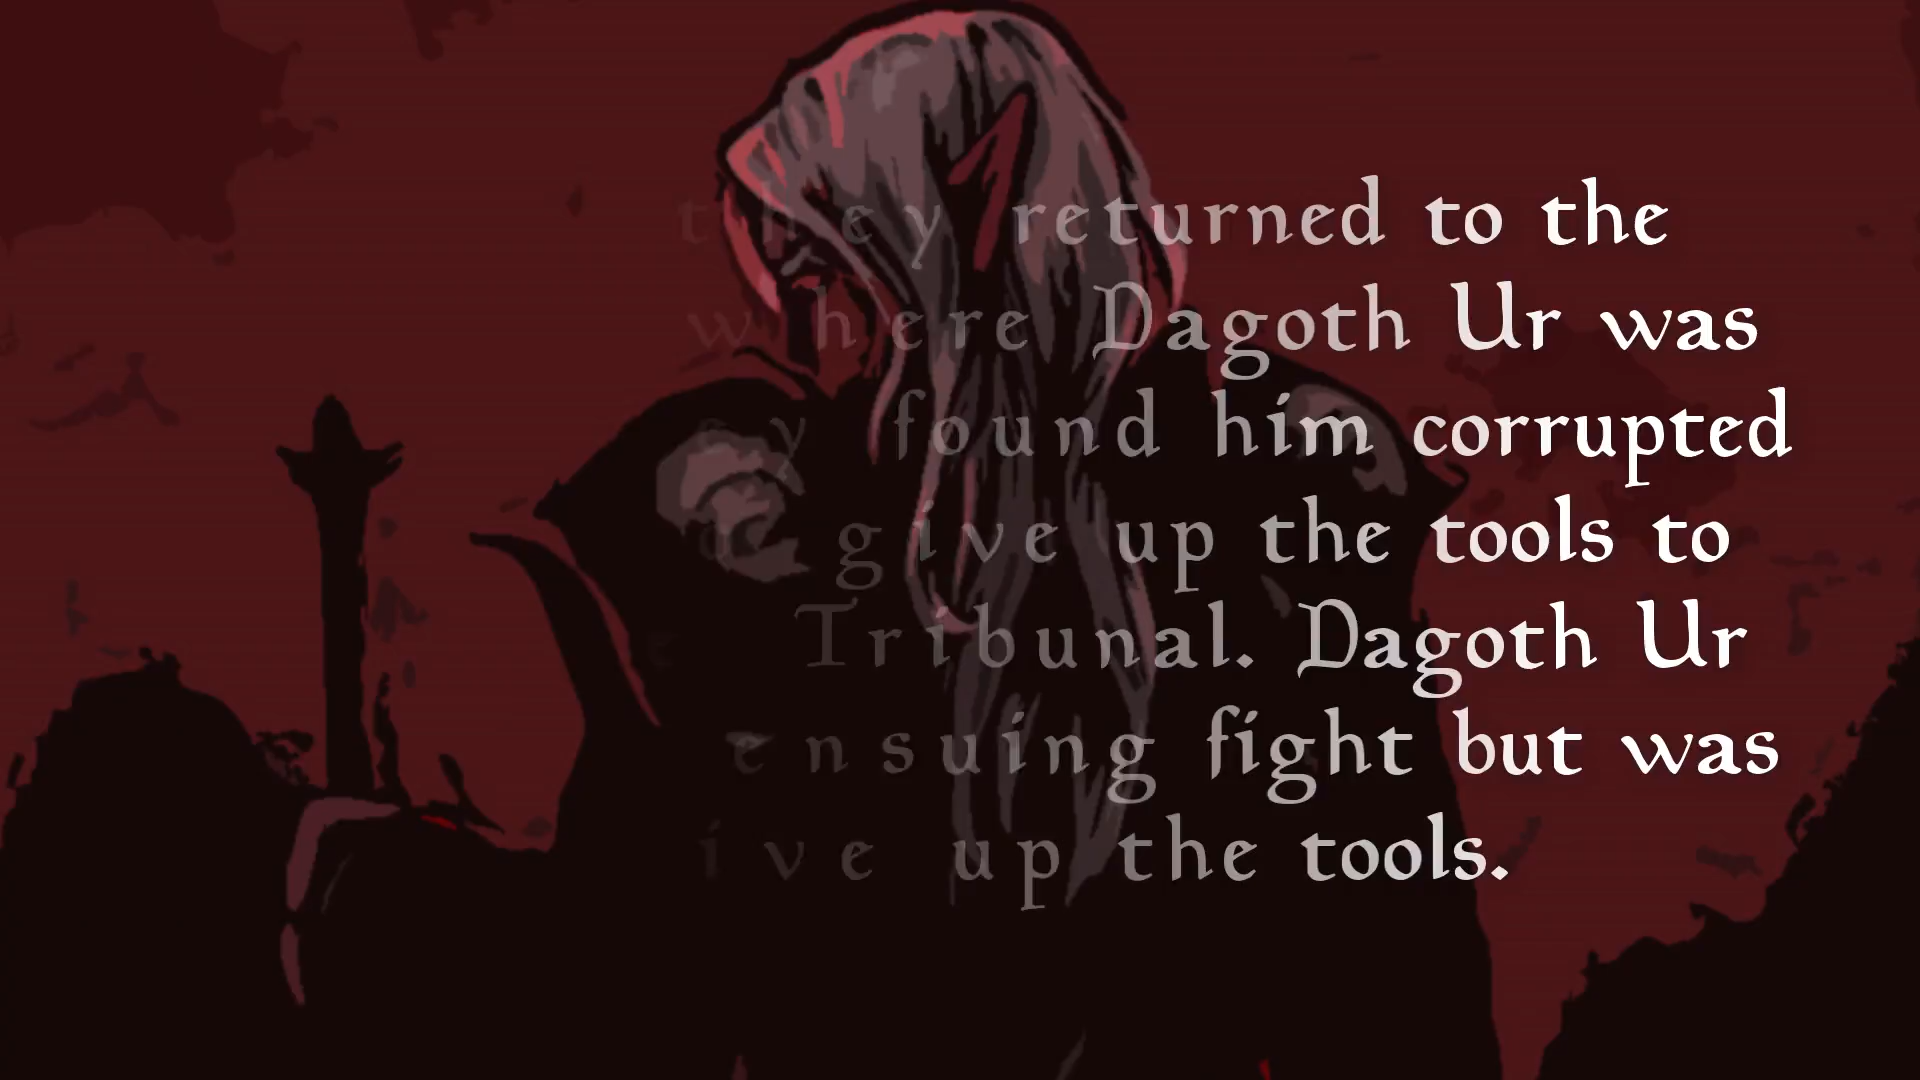 they returned to the
where Dagoth Ur was
found him corrupted
give up the tools to
Tribunal. Dagoth Ur
ensuing fight but was
up the tools.